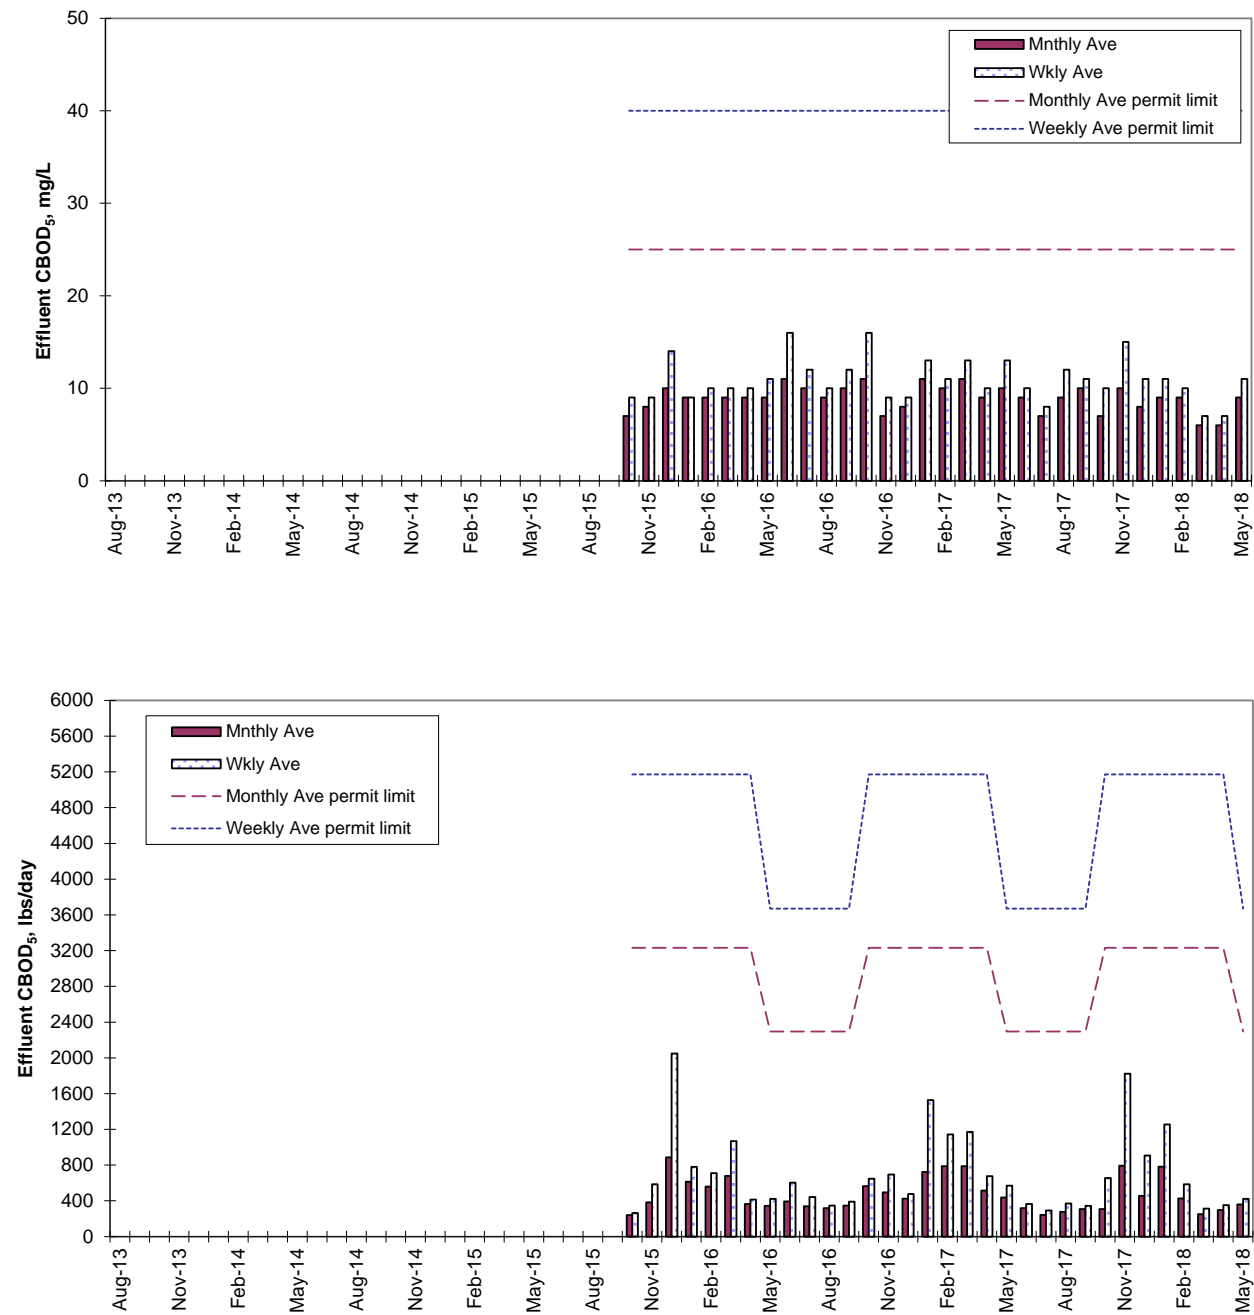 50
40
30
20
10
0
Effluent CBOD₅, mg/L
Mnthly Ave
Wkly Ave
Monthly Ave permit limit
Weekly Ave permit limit
Aug-13
Nov-13
Feb-14
May-14
Aug-14
Nov-14
Feb-15
May-15
Aug-15
Nov-15
Feb-16
May-16
Aug-16
Nov-16
Feb-17
May-17
Aug-17
Nov-17
Feb-18
May-18
6000
5600
5200
4800
4400
4000
3600
3200
2800
2400
2000
1600
1200
800
400
0
Effluent CBOD₅, lbs/day
Mnthly Ave
Wkly Ave
Monthly Ave permit limit
Weekly Ave permit limit
Aug-13
Nov-13
Feb-14
May-14
Aug-14
Nov-14
Feb-15
May-15
Aug-15
Nov-15
Feb-16
May-16
Aug-16
Nov-16
Feb-17
May-17
Aug-17
Nov-17
Feb-18
May-18